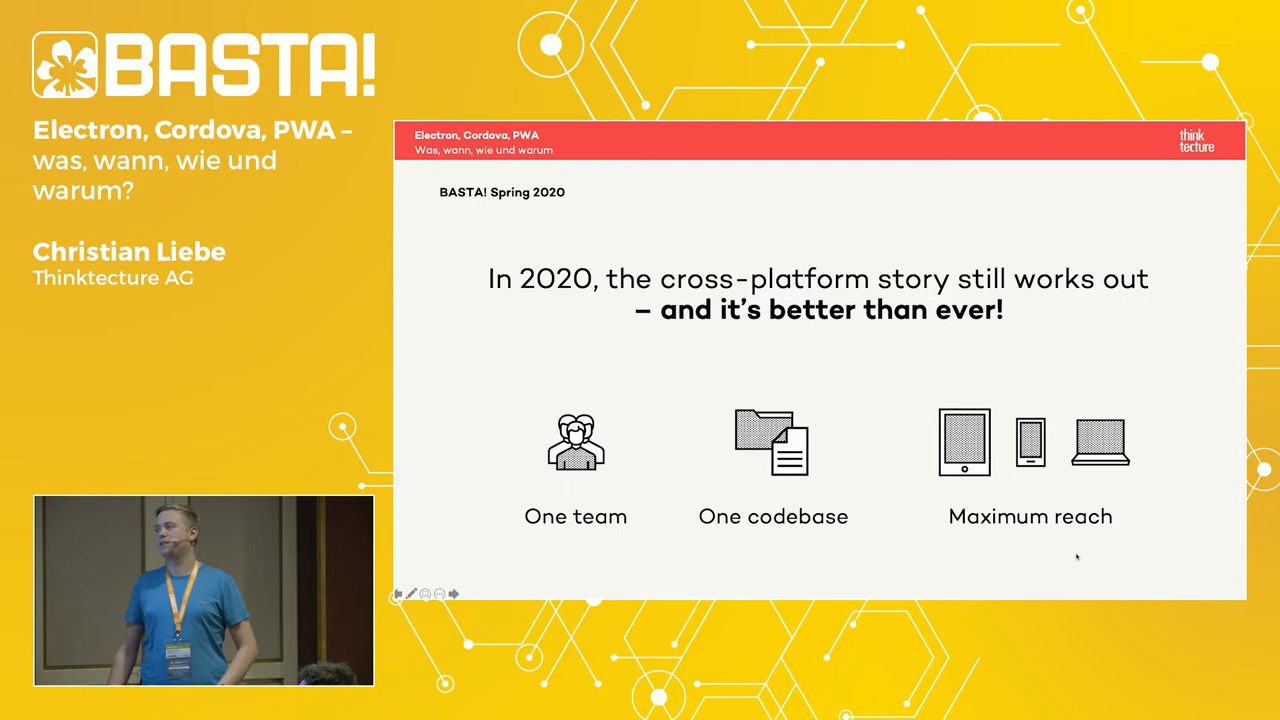 BASTA!
Electron, Cordova, PWA –
was, wann, wie und
warum?
Christian Liebe
Thinktecture AG
Electron, Cordova, PWA
Was, wann, wie und warum
think
tecture
BASTA! Spring 2020
In 2020, the cross-platform story still works out
– and it's better than ever!
One team
One codebase
Maximum reach